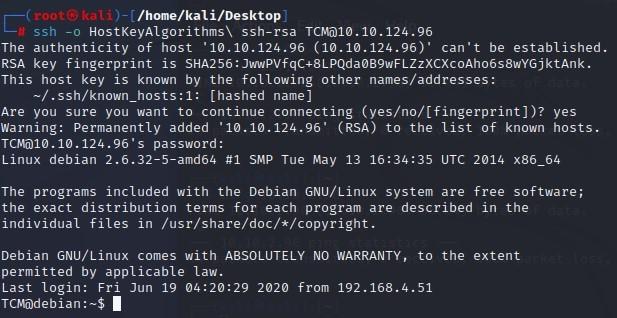 ┌──(root㉿kali)-[/home/kali/Desktop]
└─# ssh -o HostKeyAlgorithms\ ssh-rsa TCM@10.10.124.96
The authenticity of host '10.10.124.96 (10.10.124.96)' can't be established.
RSA key fingerprint is SHA256:JwwPVfqC+8LPQda0B9wFLZzXCXcoAho6s8wYGjktAnk.
This host key is known by the following other names/addresses:
    ~/.ssh/known_hosts:1: [hashed name]
Are you sure you want to continue connecting (yes/no/[fingerprint])? yes
Warning: Permanently added '10.10.124.96' (RSA) to the list of known hosts.
TCM@10.10.124.96's password:
Linux debian 2.6.32-5-amd64 #1 SMP Tue May 13 16:34:35 UTC 2014 x86_64
The programs included with the Debian GNU/Linux system are free software;
the exact distribution terms for each program are described in the
individual files in /usr/share/doc/*/copyright.
Debian GNU/Linux comes with ABSOLUTELY NO WARRANTY, to the extent
permitted by applicable law.
Last login: Fri Jun 19 04:20:29 2020 from 192.168.4.51
TCM@debian:~$